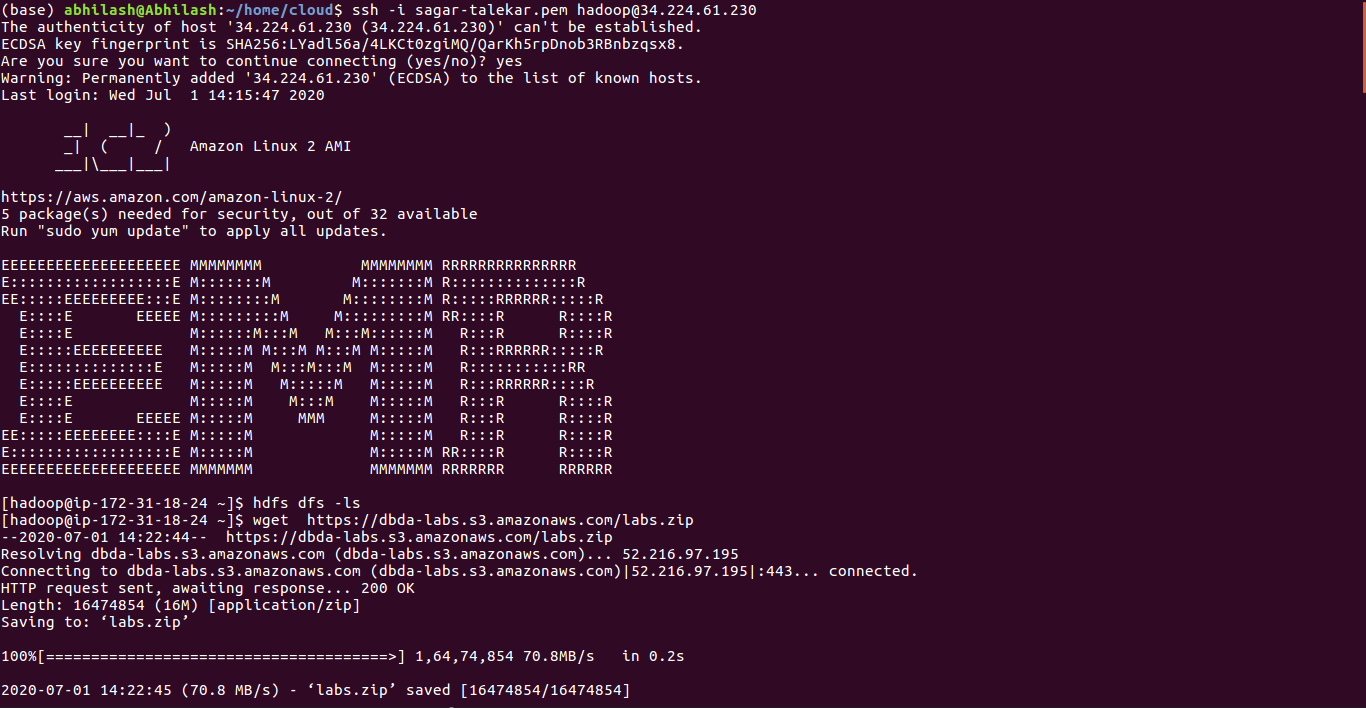 (base) abhilash@Abhilash:~/home/cloud$ ssh -i sagar-talekar.pem hadoop@34.224.61.230
The authenticity of host '34.224.61.230 (34.224.61.230)' can't be established.
ECDSA key fingerprint is SHA256:LYadl56a/4LKCt0zgiMQ/QarKh5rpDnob3RBnbzqsx8.
Are you sure you want to continue connecting (yes/no)? yes
Warning: Permanently added '34.224.61.230' (ECDSA) to the list of known hosts.
Last login: Wed Jul  1 14:15:47 2020

       __|  __|_  )
       _|  (     /   Amazon Linux 2 AMI
      ___|\___|___|

https://aws.amazon.com/amazon-linux-2/
5 package(s) needed for security, out of 32 available
Run "sudo yum update" to apply all updates.

EEEEEEEEEEEEEEEEEEEE MMMMMMMM           MMMMMMMM RRRRRRRRRRRRRRR
E::::::::::::::::::E M:::::::M         M:::::::M R::::::::::::::R
EE:::::EEEEEEEEE:::E M::::::::M       M::::::::M R:::::RRRRRR:::::R
  E::::E       EEEEE M:::::::::M     M:::::::::M RR::::R      R::::R
  E::::E             M::::::M:::M   M:::M::::::M   R:::R      R::::R
  E:::::EEEEEEEEEE   M:::::M M:::M M:::M M:::::M   R:::RRRRRR:::::R
  E::::::::::::::E   M:::::M  M:::M:::M  M:::::M   R:::::::::::RR
  E:::::EEEEEEEEEE   M:::::M   M:::::M   M:::::M   R:::RRRRRR::::R
  E::::E             M:::::M    M:::M    M:::::M   R:::R      R::::R
  E::::E       EEEEE M:::::M     MMM     M:::::M   R:::R      R::::R
EE:::::EEEEEEEE::::E M:::::M             M:::::M   R:::R      R::::R
E::::::::::::::::::E M:::::M             M:::::M RR::::R      R::::R
EEEEEEEEEEEEEEEEEEEE MMMMMMM             MMMMMMM RRRRRRR      RRRRRR

[hadoop@ip-172-31-18-24 ~]$ hdfs dfs -ls
[hadoop@ip-172-31-18-24 ~]$ wget  https://dbda-labs.s3.amazonaws.com/labs.zip
--2020-07-01 14:22:44--  https://dbda-labs.s3.amazonaws.com/labs.zip
Resolving dbda-labs.s3.amazonaws.com (dbda-labs.s3.amazonaws.com)... 52.216.97.195
Connecting to dbda-labs.s3.amazonaws.com (dbda-labs.s3.amazonaws.com)|52.216.97.195|:443... connected.
HTTP request sent, awaiting response... 200 OK
Length: 16474854 (16M) [application/zip]
Saving to: ‘labs.zip’

100%[======================================>] 1,64,74,854 70.8MB/s   in 0.2s

2020-07-01 14:22:45 (70.8 MB/s) - ‘labs.zip’ saved [16474854/16474854]